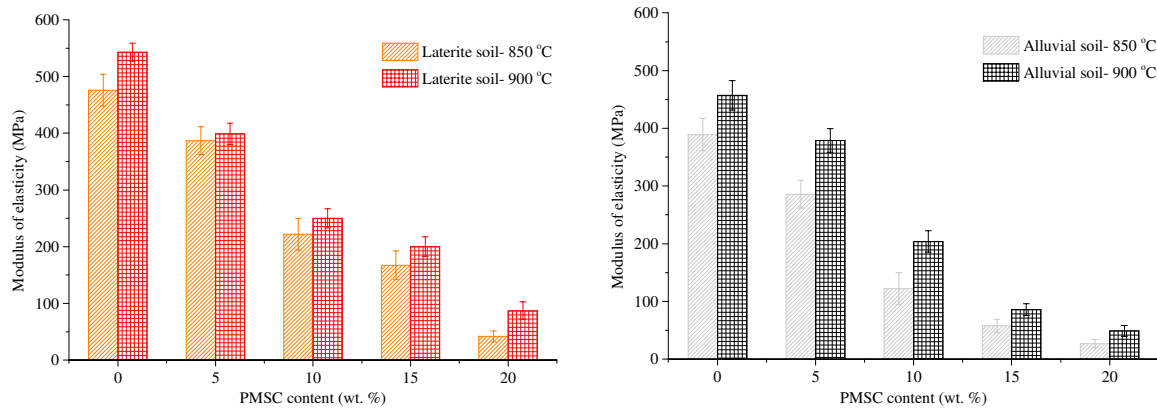 600
500
400
300
200
100
0
Modulus of elasticity (MPa)
Laterite soil- 850 °C
Laterite soil- 900 °C
0 5 10 15 20
PMSC content (wt. %)
600
500
400
300
200
100
0
Modulus of elasticity (MPa)
Alluvial soil- 850 °C
Alluvial soil- 900 °C
0 5 10 15 20
PMSC content (wt. %)